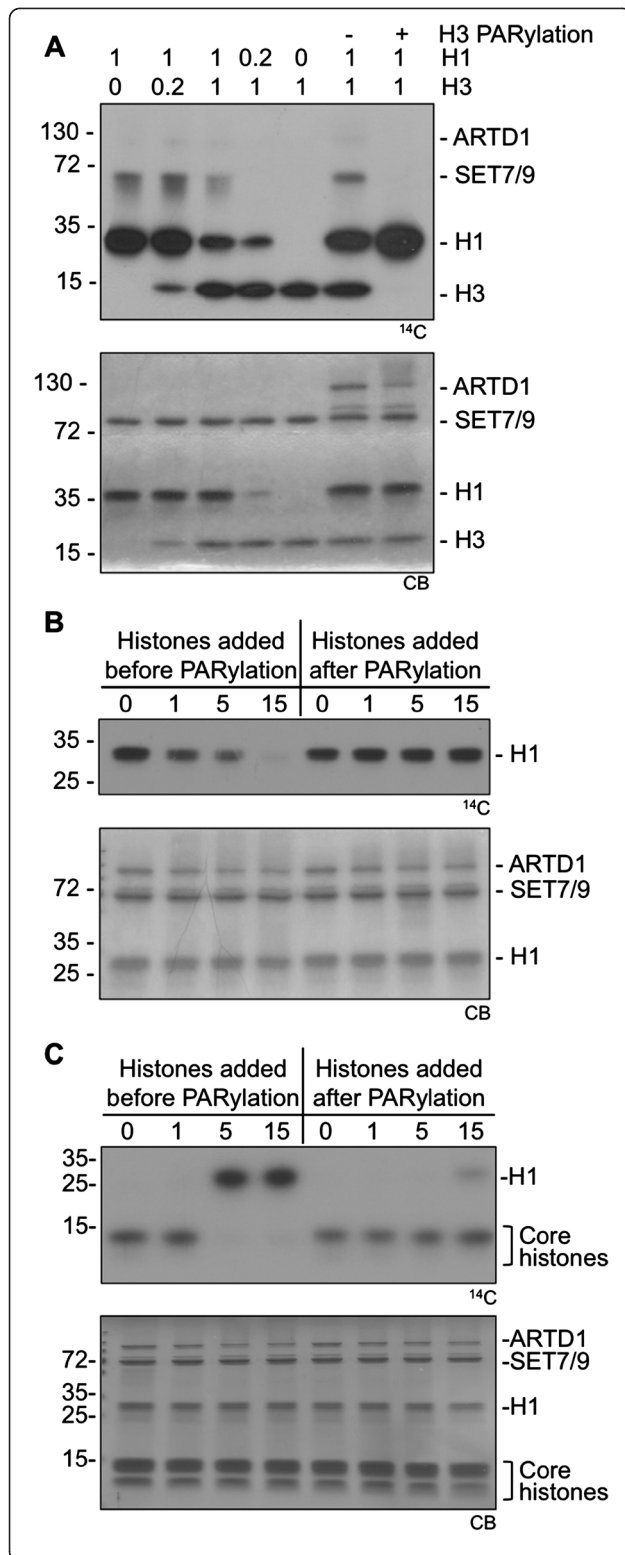 A
- + H3 PARylation
1 1 1 0.2 0 1 1 H1
0 0.2 1 1 1 1 1 H3
130 - - ARTD1
72 - - SET7/9
35 - - H1
15 - - H3
14C
130 - - ARTD1
72 - - SET7/9
35 - - H1
15 - - H3
CB
B
Histones added before PARylation
Histones added after PARylation
0 1 5 15 0 1 5 15
35 - - H1
25 -
14C
- ARTD1
72 - - SET7/9
35 -
25 - - H1
CB
C
Histones added before PARylation
Histones added after PARylation
0 1 5 15 0 1 5 15
35-
25- -H1
15- Core histones
14C
-ARTD1
72- -SET7/9
35-
25- -H1
15- Core histones
CB